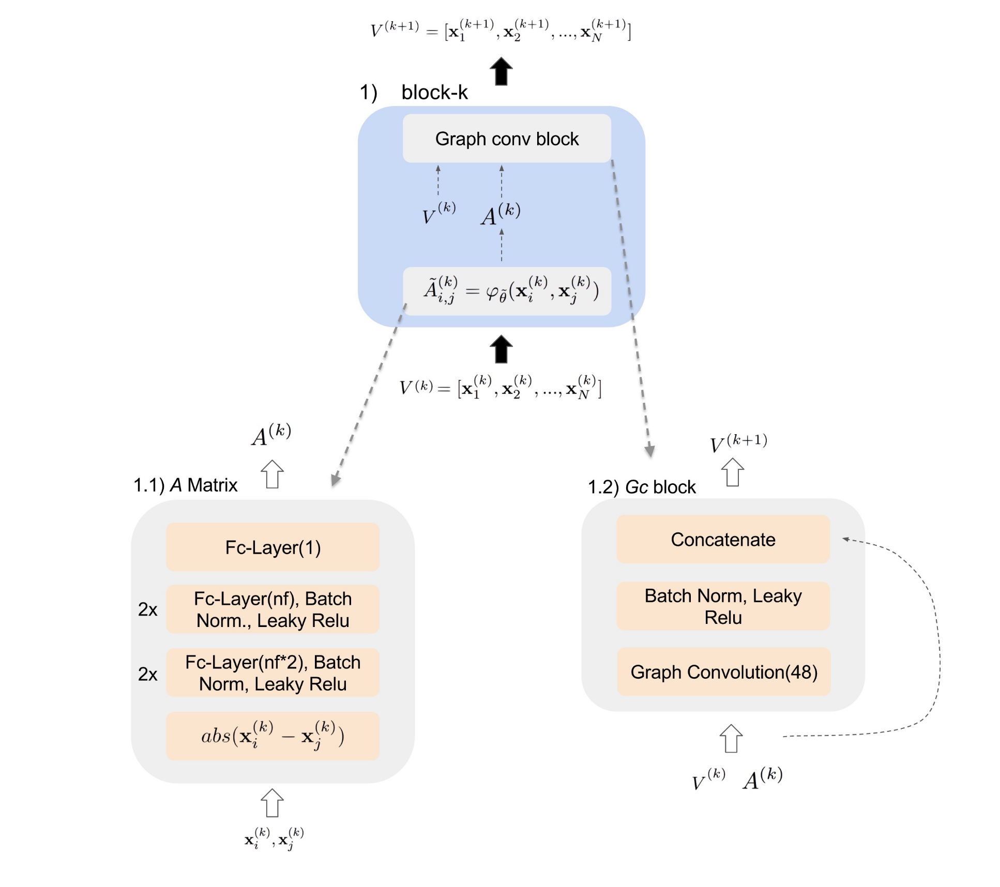 V^{(k+1)} = [x_1^{(k+1)}, x_2^{(k+1)}, ..., x_N^{(k+1)}]
1) block-k
Graph conv block
V^{(k)} A^{(k)}
Ã_{i,j}^{(k)} = φ_{θ̃}(x_i^{(k)}, x_j^{(k)})
V^{(k)} = [x_1^{(k)}, x_2^{(k)}, ..., x_N^{(k)}]
A^{(k)}
1.1) A Matrix
Fc-Layer(1)
2x
Fc-Layer(nf), Batch
Norm., Leaky Relu
2x
Fc-Layer(nf*2), Batch
Norm, Leaky Relu
abs(x_i^{(k)} − x_j^{(k)})
x_i^{(k)}, x_j^{(k)}
V^{(k+1)}
1.2) Gc block
Concatenate
Batch Norm, Leaky
Relu
Graph Convolution(48)
V^{(k)} A^{(k)}